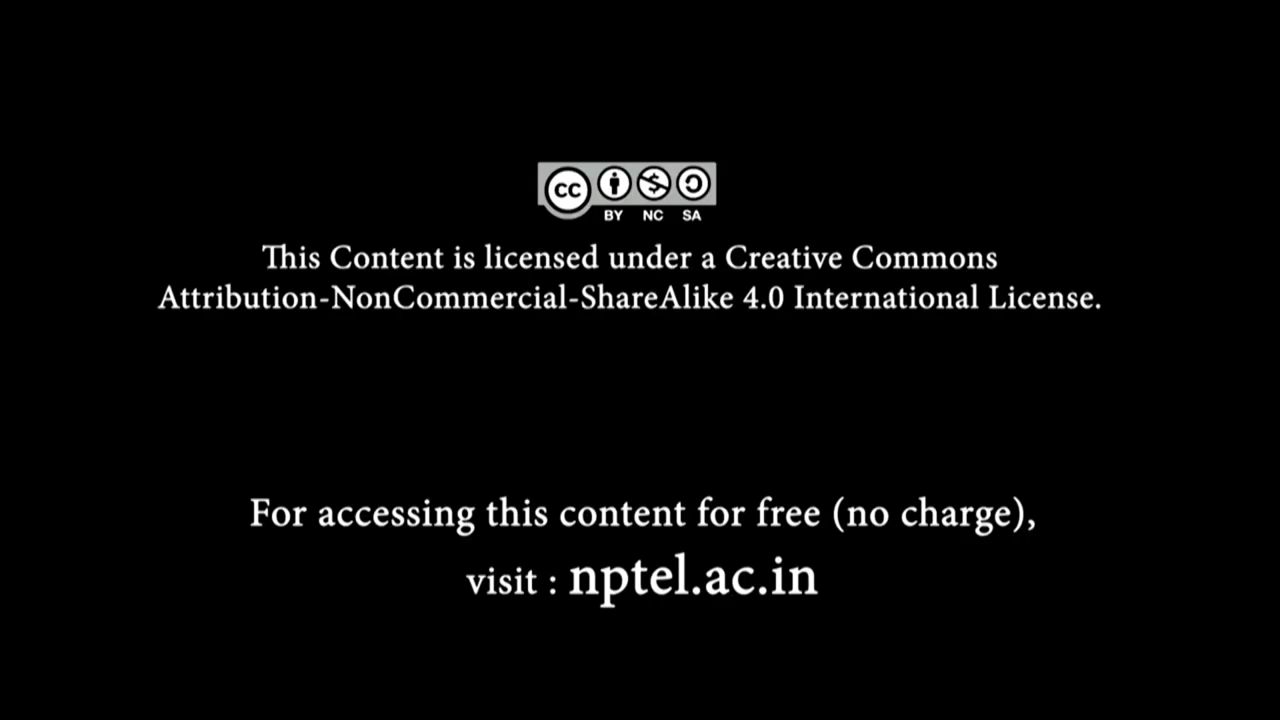 cc
BY NC SA
This Content is licensed under a Creative Commons
Attribution-NonCommercial-ShareAlike 4.0 International License.
For accessing this content for free (no charge),
visit : nptel.ac.in